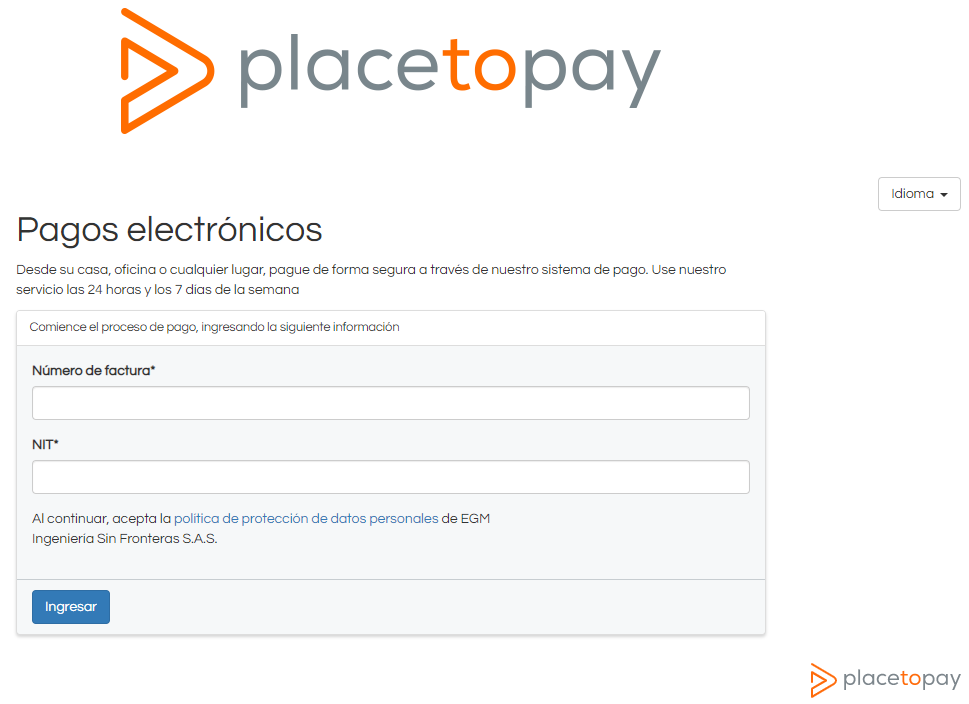 placetopay
Idioma
Pagos electrónicos
Desde su casa, oficina o cualquier lugar, pague de forma segura a través de nuestro sistema de pago. Use nuestro
servicio las 24 horas y los 7 días de la semana
Comience el proceso de pago, ingresando la siguiente información
Número de factura*
NIT*
Al continuar, acepta la política de protección de datos personales de EGM
Ingenieria Sin Fronteras S.A.S.
Ingresar
placetopay